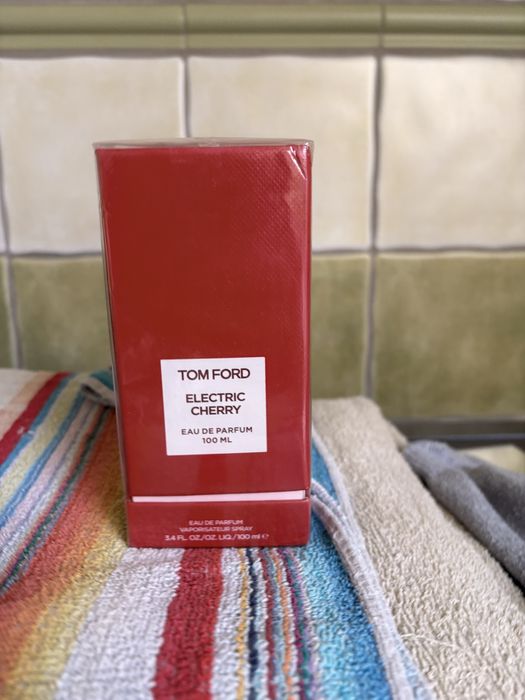 TOM FORD
ELECTRIC
CHERRY
EAU DE PARFUM
100 ML
EAU DE PARFUM
VAPORISATEUR SPRAY
3.4 FL. OZ./OZ. LIQ./100 ml ℮